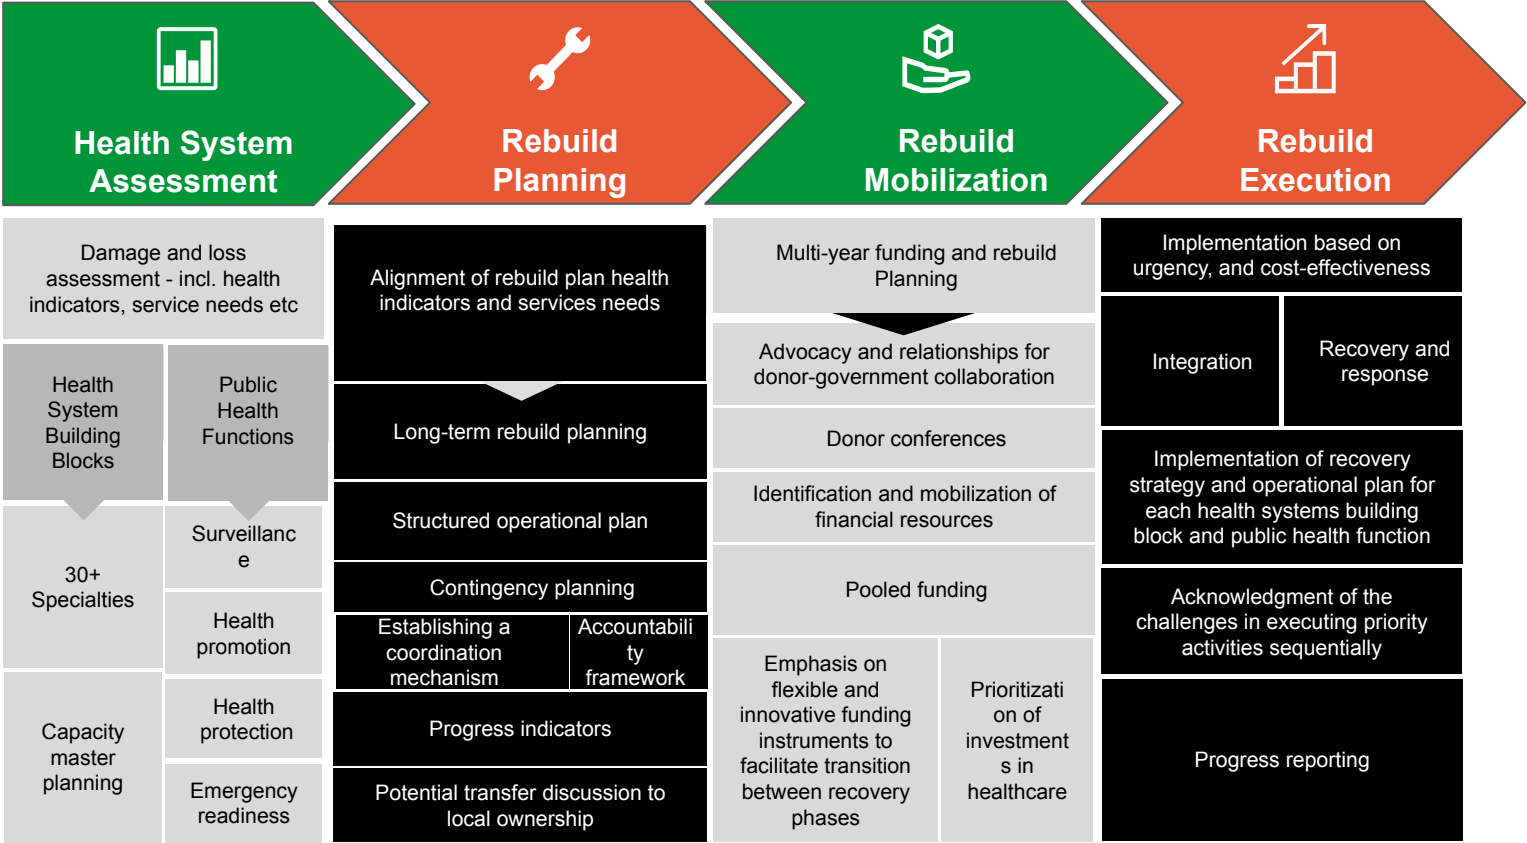 Health System
Assessment
Rebuild
Planning
Rebuild
Mobilization
Rebuild
Execution
Damage and loss
assessment - incl. health
indicators, service needs etc
Health
System
Building
Blocks
Public
Health
Functions
30+
Specialties
Capacity
master
planning
Surveillanc
e
Health
promotion
Health
protection
Emergency
readiness
Alignment of rebuild plan health
indicators and services needs
Long-term rebuild planning
Structured operational plan
Contingency planning
Establishing a
coordination
mechanism
Accountabili
ty
framework
Progress indicators
Potential transfer discussion to
local ownership
Multi-year funding and rebuild
Planning
Advocacy and relationships for
donor-government collaboration
Donor conferences
Identification and mobilization of
financial resources
Pooled funding
Emphasis on
flexible and
innovative funding
instruments to
facilitate transition
between recovery
phases
Prioritizati
on of
investment
s in
healthcare
Implementation based on
urgency, and cost-effectiveness
Integration
Recovery and
response
Implementation of recovery
strategy and operational plan for
each health systems building
block and public health function
Acknowledgment of the
challenges in executing priority
activities sequentially
Progress reporting